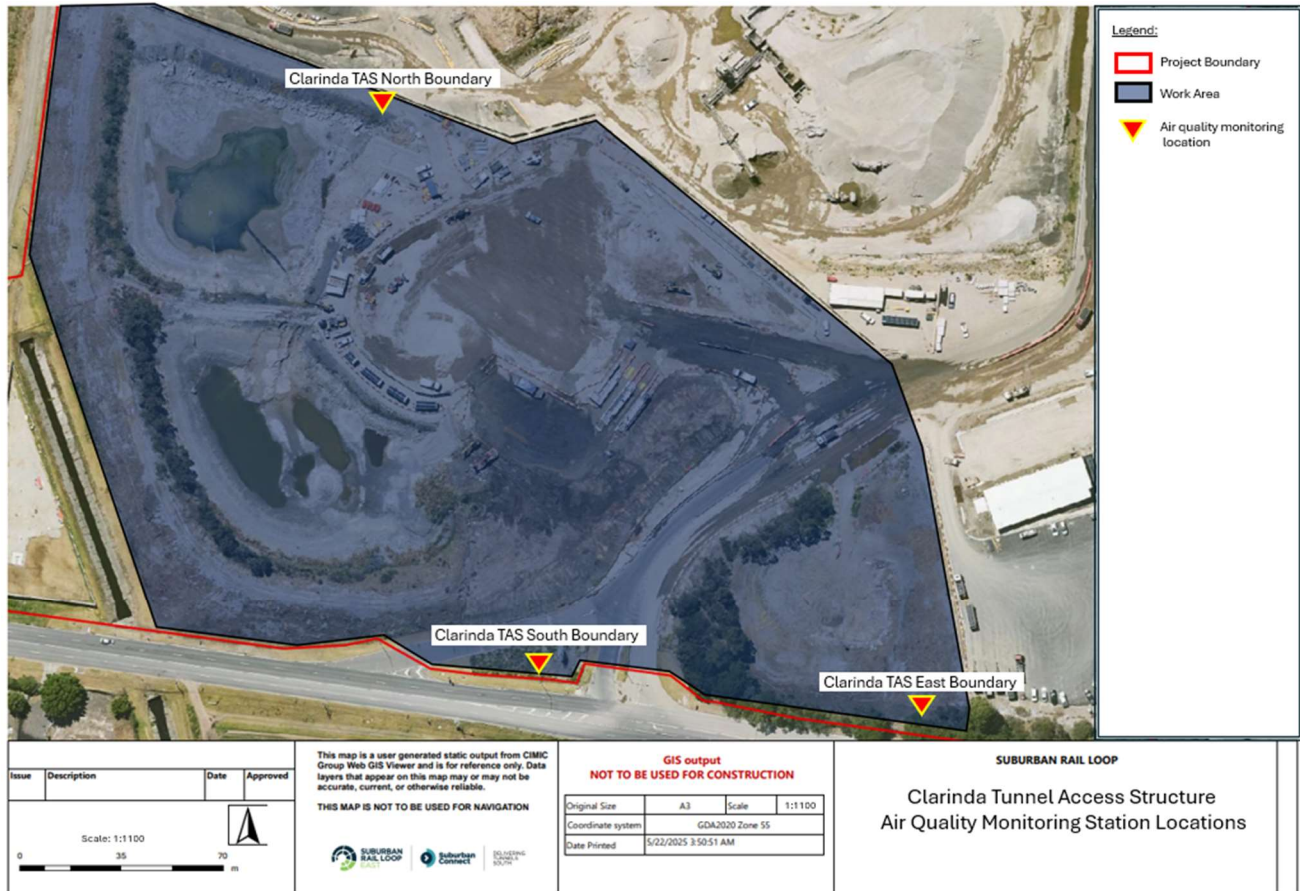 Clarinda TAS North Boundary
Clarinda TAS South Boundary
Clarinda TAS East Boundary
Legend:
Project Boundary
Work Area
Air quality monitoring
location
Issue Description Date Approved
Scale: 1:1100
0 35 70
m
This map is a user generated static output from CIMIC
Group Web GIS Viewer and is for reference only. Data
layers that appear on this map may or may not be
accurate, current, or otherwise reliable.
THIS MAP IS NOT TO BE USED FOR NAVIGATION
SUBURBAN
RAIL LOOP
EAST
Suburban
Connect
DELIVERING
TUNNELS
SOUTH
GIS output
NOT TO BE USED FOR CONSTRUCTION
Original Size A3 Scale 1:1100
Coordinate system GDA2020 Zone 55
Date Printed 5/22/2025 3:50:51 AM
SUBURBAN RAIL LOOP
Clarinda Tunnel Access Structure
Air Quality Monitoring Station Locations